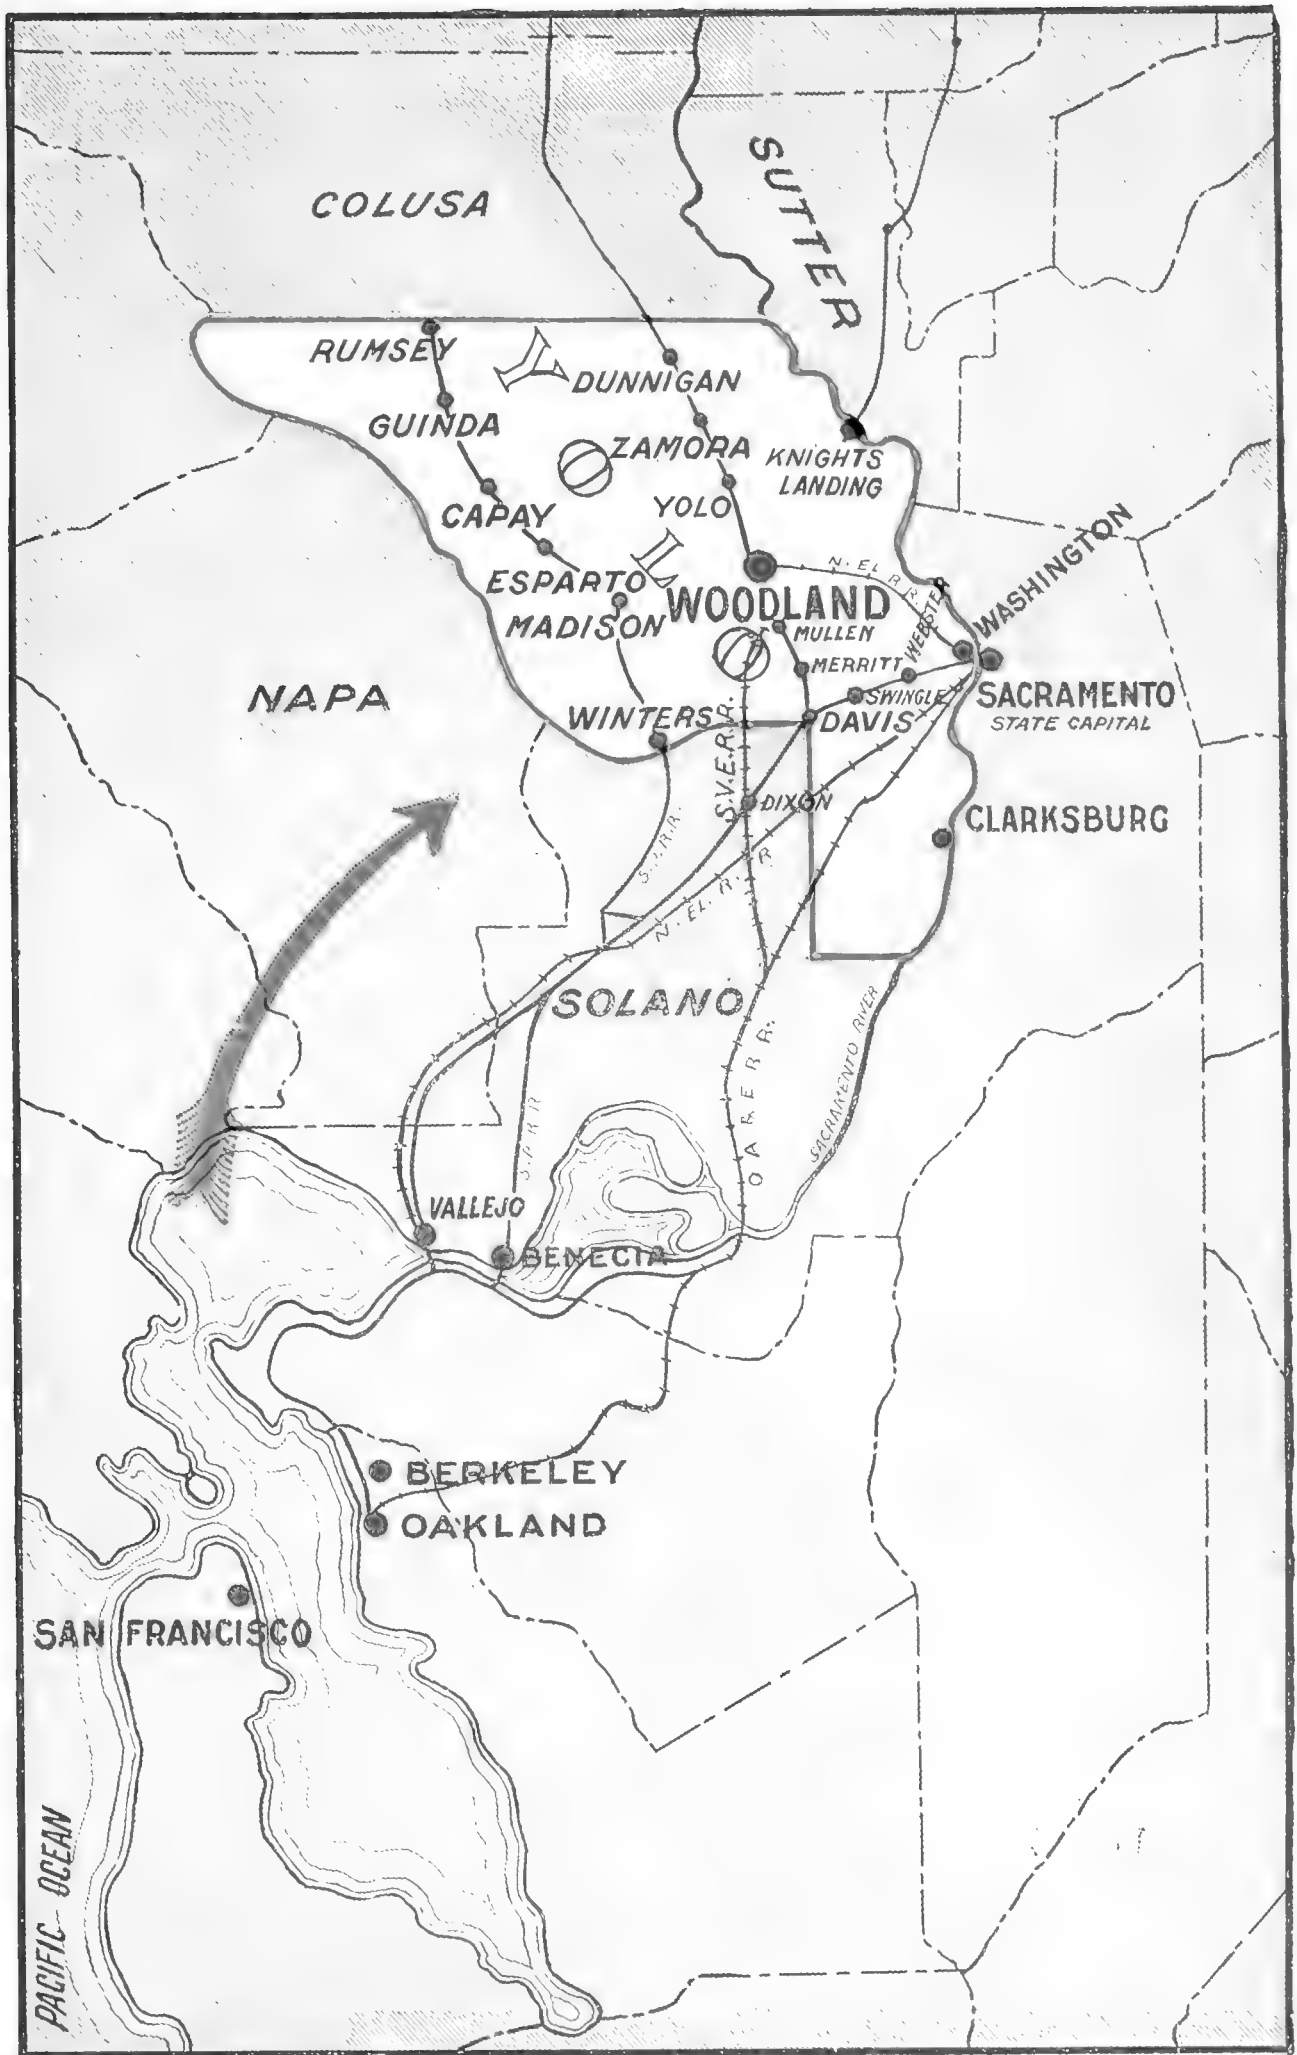 COLUSA
SUTTER
RUMSEY
Y
DUNNIGAN
GUINDA
ZAMORA
O
KNIGHTS
LANDING
CAPAY
YOLO
ESPARTO
L
N. EL R R.
WASHINGTON
WOODLAND
MADISON
O
MULLEN
WEBSTER
MERRITT
NAPA
SWINGLE
SACRAMENTO
STATE CAPITAL
WINTERS
DAVIS
S.V.E.R.R.
DIXON
CLARKSBURG
S.P.R.R.
N. EL. R. R
SOLANO
O A & E R R.
SACRAMENTO RIVER
S.P. R R
VALLEJO
BENECIA
BERKELEY
OAKLAND
SAN FRANCISCO
PACIFIC OCEAN